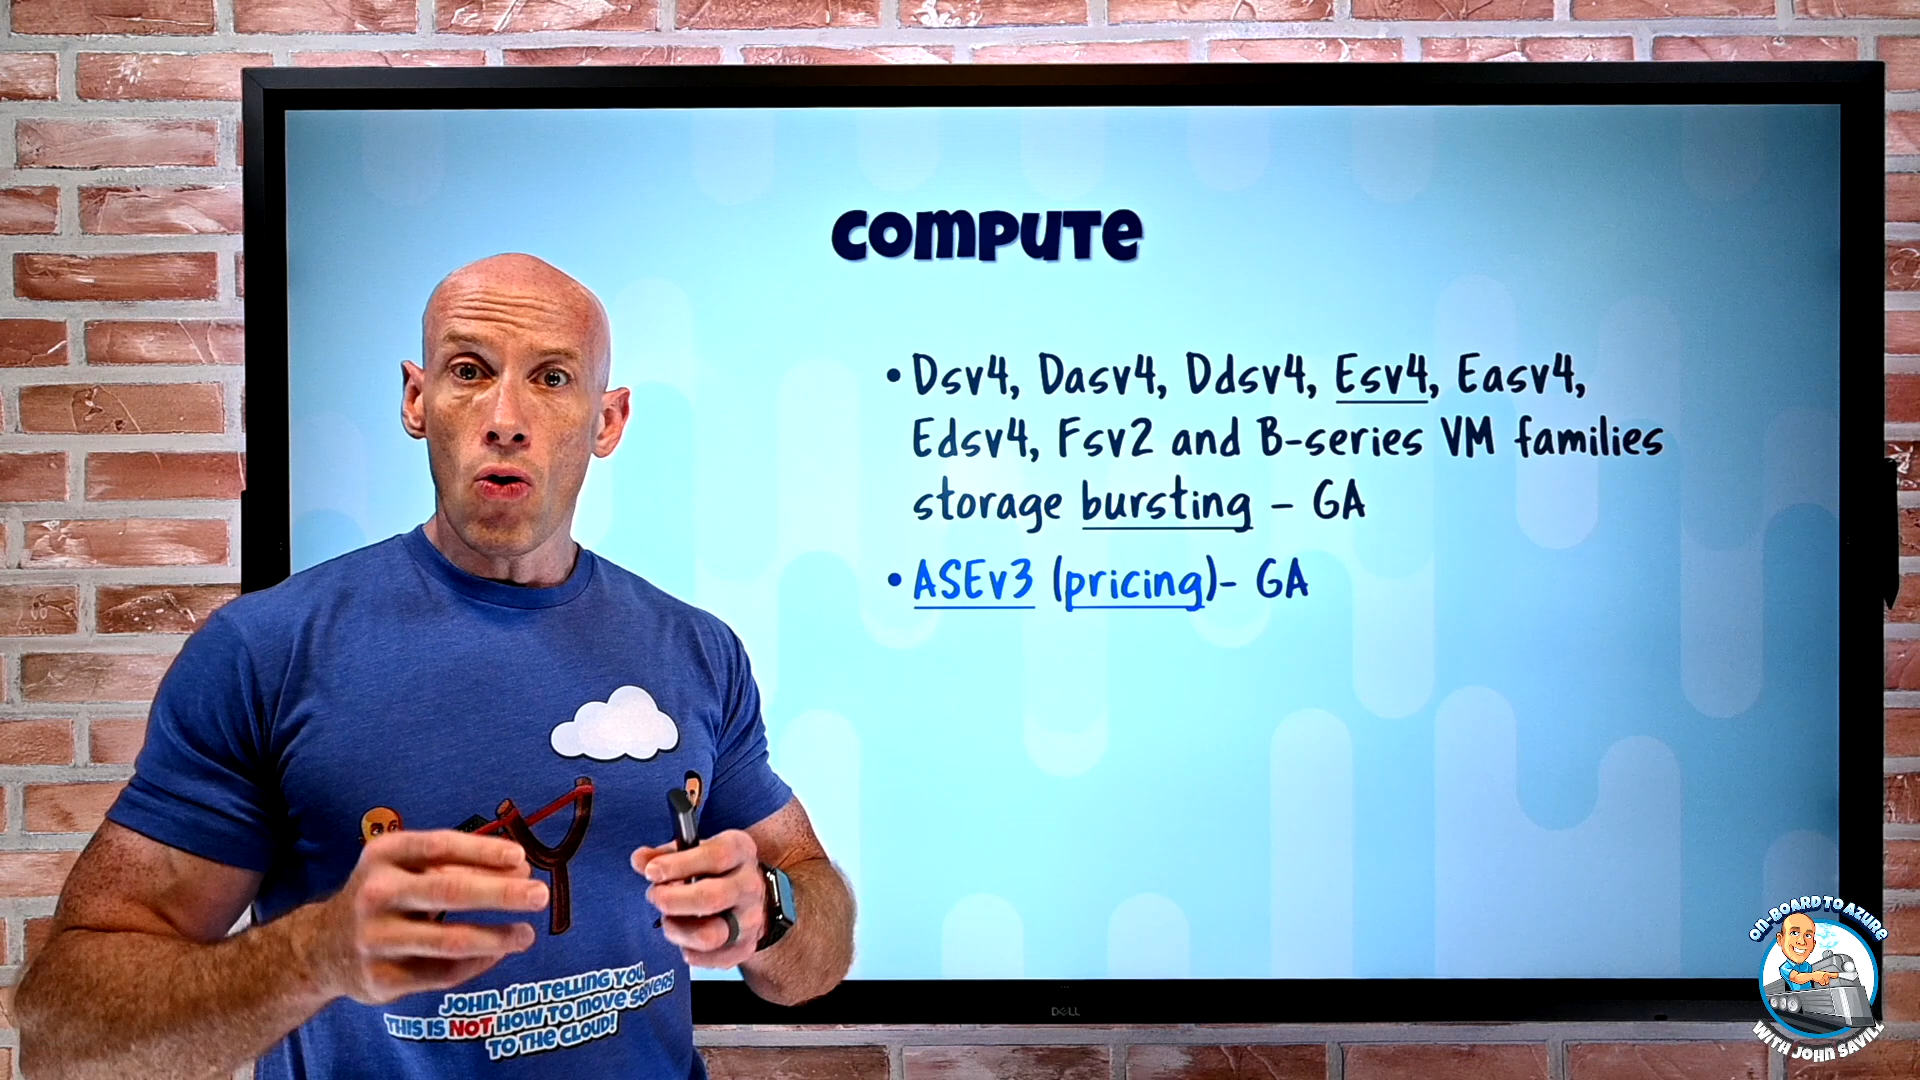 Compute
• Dsv4, Dasv4, Ddsv4, Esv4, Easv4,
Edsv4, Fsv2 and B-series VM families
storage bursting – GA
• ASEv3 (pricing)– GA
JOHN, I'M TELLING YOU,
THIS IS NOT HOW TO MOVE SERVERS
TO THE CLOUD!
DELL
ON-BOARD TO AZURE
WITH JOHN SAVILL